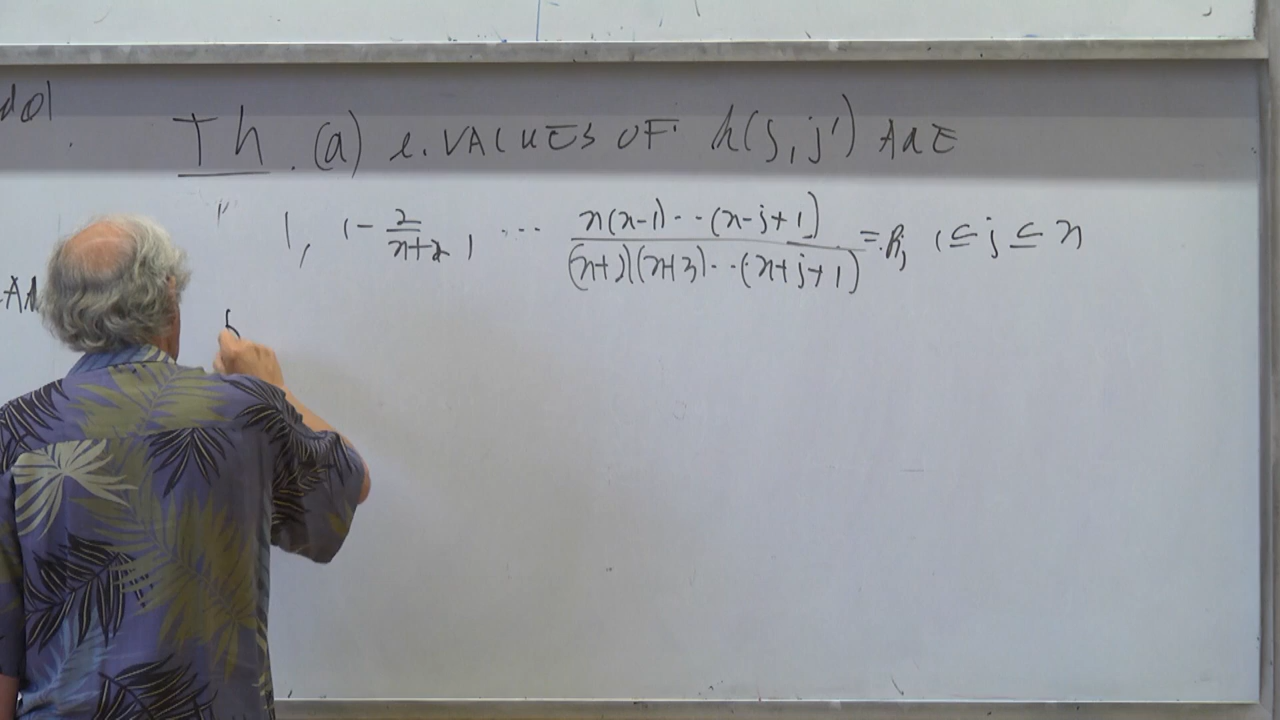 Th. (a) e. VALUES OF h(j, j') ARE
1, 1 - 2/(n+2), ... n(n-1)...(n-j+1)/((n+2)(n+3)...(n+j+1)) = β_j 1 ≤ j ≤ n